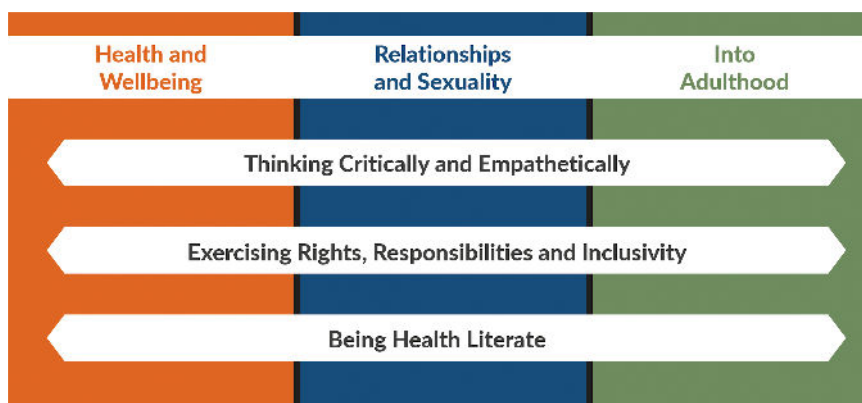 Health and
Wellbeing
Relationships
and Sexuality
Into
Adulthood
Thinking Critically and Empathetically
Exercising Rights, Responsibilities and Inclusivity
Being Health Literate